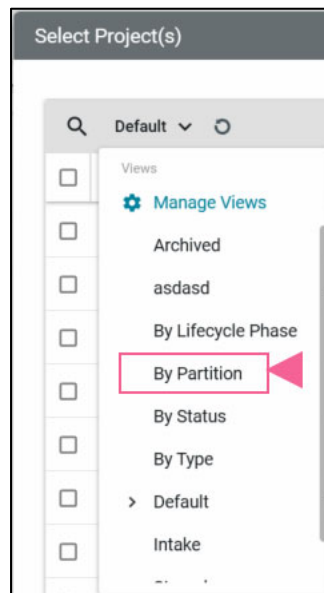 Select Project(s)
Default
Views
Manage Views
Archived
asdasd
By Lifecycle Phase
By Partition
By Status
By Type
Default
Intake